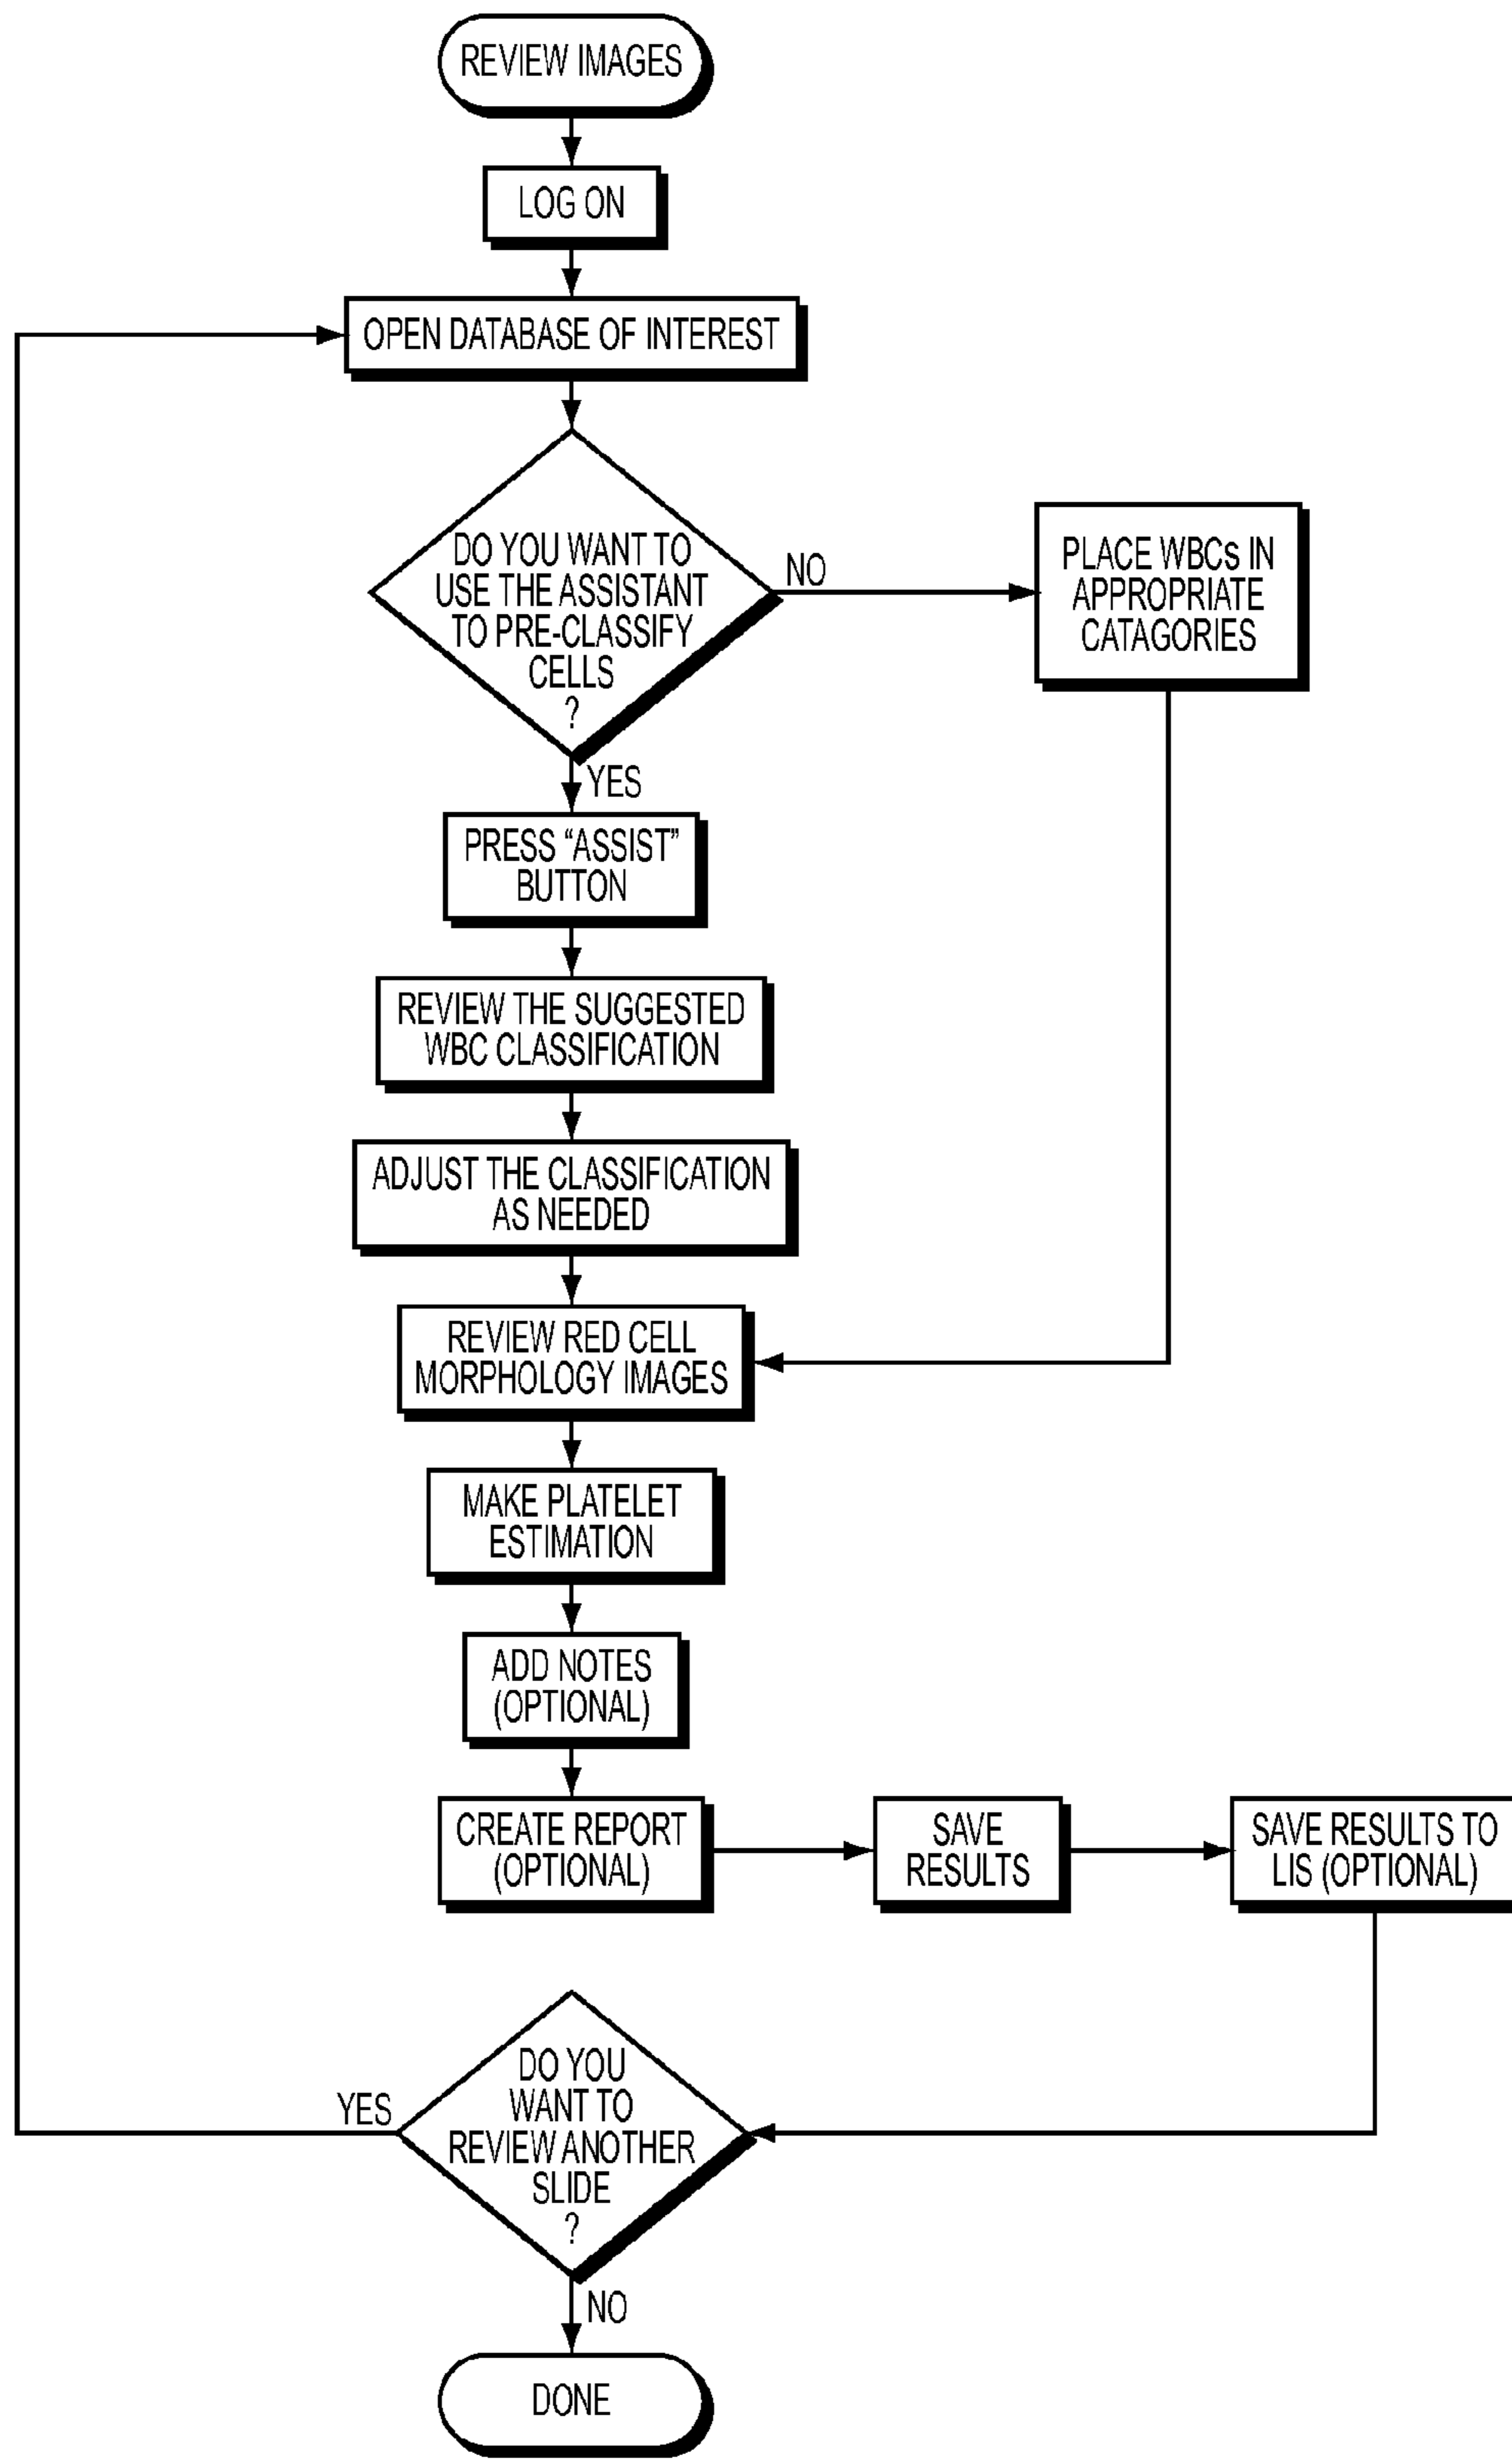 REVIEW IMAGES
LOG ON
OPEN DATABASE OF INTEREST
DO YOU WANT TO
USE THE ASSISTANT
TO PRE-CLASSIFY
CELLS
?
NO
PLACE WBCs IN
APPROPRIATE
CATAGORIES
YES
PRESS “ASSIST”
BUTTON
REVIEW THE SUGGESTED
WBC CLASSIFICATION
ADJUST THE CLASSIFICATION
AS NEEDED
REVIEW RED CELL
MORPHOLOGY IMAGES
MAKE PLATELET
ESTIMATION
ADD NOTES
(OPTIONAL)
CREATE REPORT
(OPTIONAL)
SAVE
RESULTS
SAVE RESULTS TO
LIS (OPTIONAL)
DO YOU
WANT TO
REVIEW ANOTHER
SLIDE
?
YES
NO
DONE